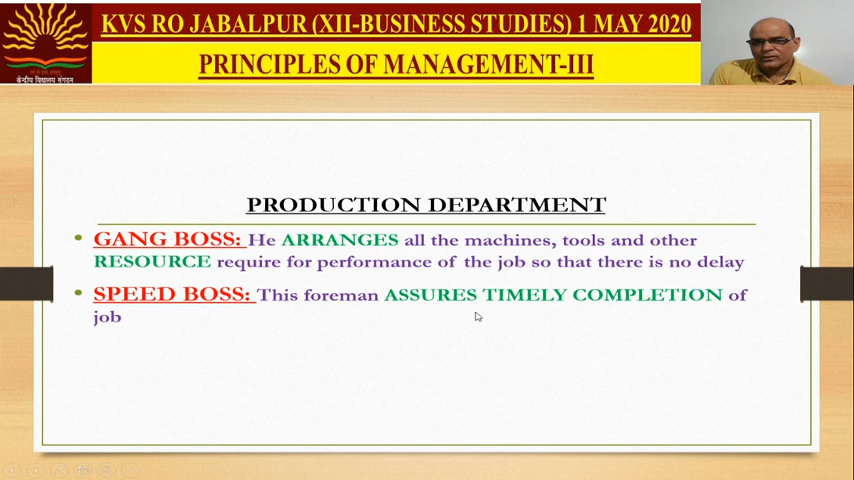 KVS RO JABALPUR (XII-BUSINESS STUDIES) 1 MAY 2020
PRINCIPLES OF MANAGEMENT-III
केन्द्रीय विद्यालय संगठन
PRODUCTION DEPARTMENT
• GANG BOSS: He ARRANGES all the machines, tools and other
RESOURCE require for performance of the job so that there is no delay
• SPEED BOSS: This foreman ASSURES TIMELY COMPLETION of
job